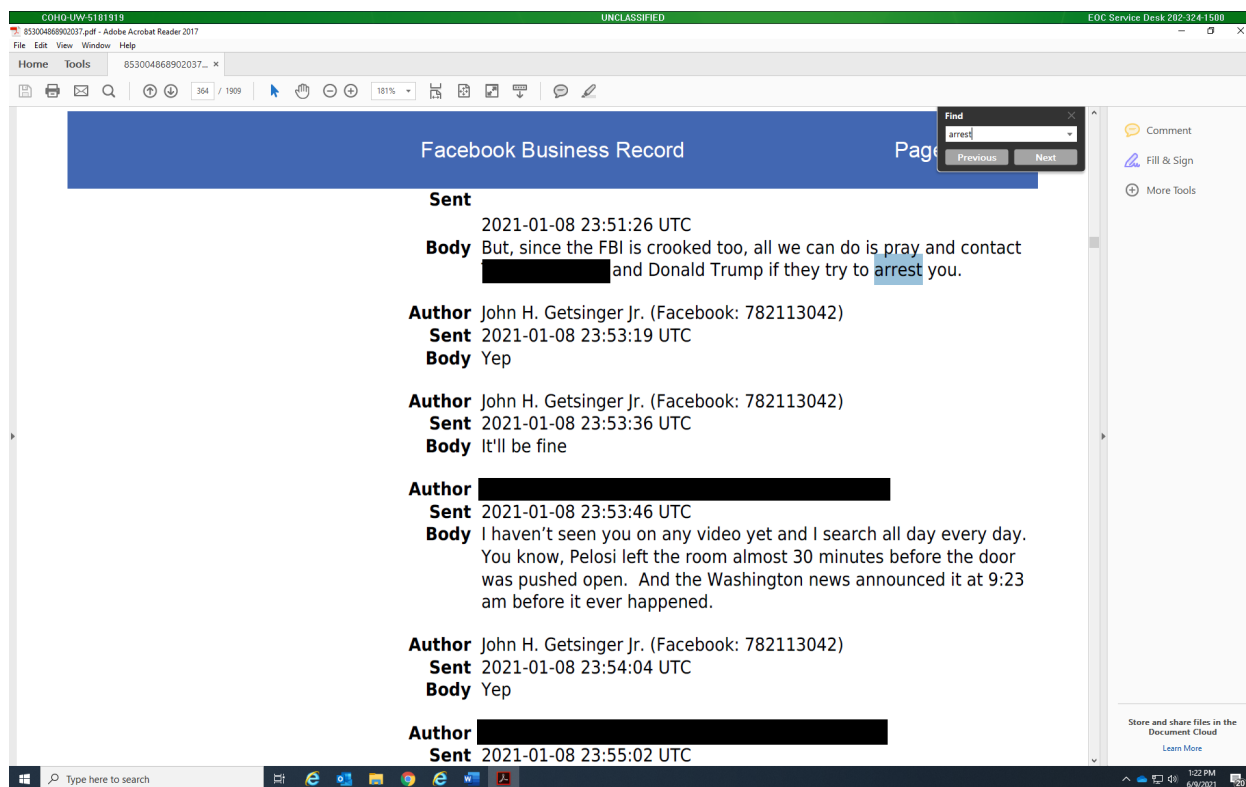 COHQ-UW-5181919 UNCLASSIFIED EOC Service Desk 202-324-1500
853004868902037.pdf - Adobe Acrobat Reader 2017
File Edit View Window Help
Home Tools 853004868902037... ×
364 / 1909 181%
Find
arrest
Previous Next
Comment
Fill & Sign
More Tools
Facebook Business Record Page
Sent
2021-01-08 23:51:26 UTC
Body But, since the FBI is crooked too, all we can do is pray and contact
and Donald Trump if they try to arrest you.
Author John H. Getsinger Jr. (Facebook: 782113042)
Sent 2021-01-08 23:53:19 UTC
Body Yep
Author John H. Getsinger Jr. (Facebook: 782113042)
Sent 2021-01-08 23:53:36 UTC
Body It'll be fine
Author
Sent 2021-01-08 23:53:46 UTC
Body I haven’t seen you on any video yet and I search all day every day.
You know, Pelosi left the room almost 30 minutes before the door
was pushed open. And the Washington news announced it at 9:23
am before it ever happened.
Author John H. Getsinger Jr. (Facebook: 782113042)
Sent 2021-01-08 23:54:04 UTC
Body Yep
Author
Sent 2021-01-08 23:55:02 UTC
Store and share files in the
Document Cloud
Learn More
Type here to search
1:22 PM
6/9/2021
20